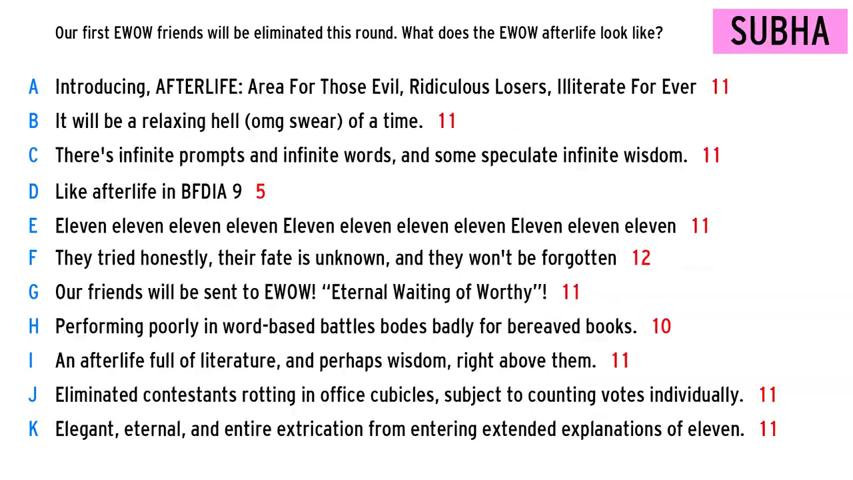 Our first EWOW friends will be eliminated this round. What does the EWOW afterlife look like?
SUBHA
A Introducing, AFTERLIFE: Area For Those Evil, Ridiculous Losers, Illiterate For Ever 11
B It will be a relaxing hell (omg swear) of a time. 11
C There's infinite prompts and infinite words, and some speculate infinite wisdom. 11
D Like afterlife in BFDIA 9 5
E Eleven eleven eleven eleven Eleven eleven eleven eleven Eleven eleven eleven 11
F They tried honestly, their fate is unknown, and they won't be forgotten 12
G Our friends will be sent to EWOW! “Eternal Waiting of Worthy”! 11
H Performing poorly in word-based battles bodes badly for bereaved books. 10
I An afterlife full of literature, and perhaps wisdom, right above them. 11
J Eliminated contestants rotting in office cubicles, subject to counting votes individually. 11
K Elegant, eternal, and entire extrication from entering extended explanations of eleven. 11